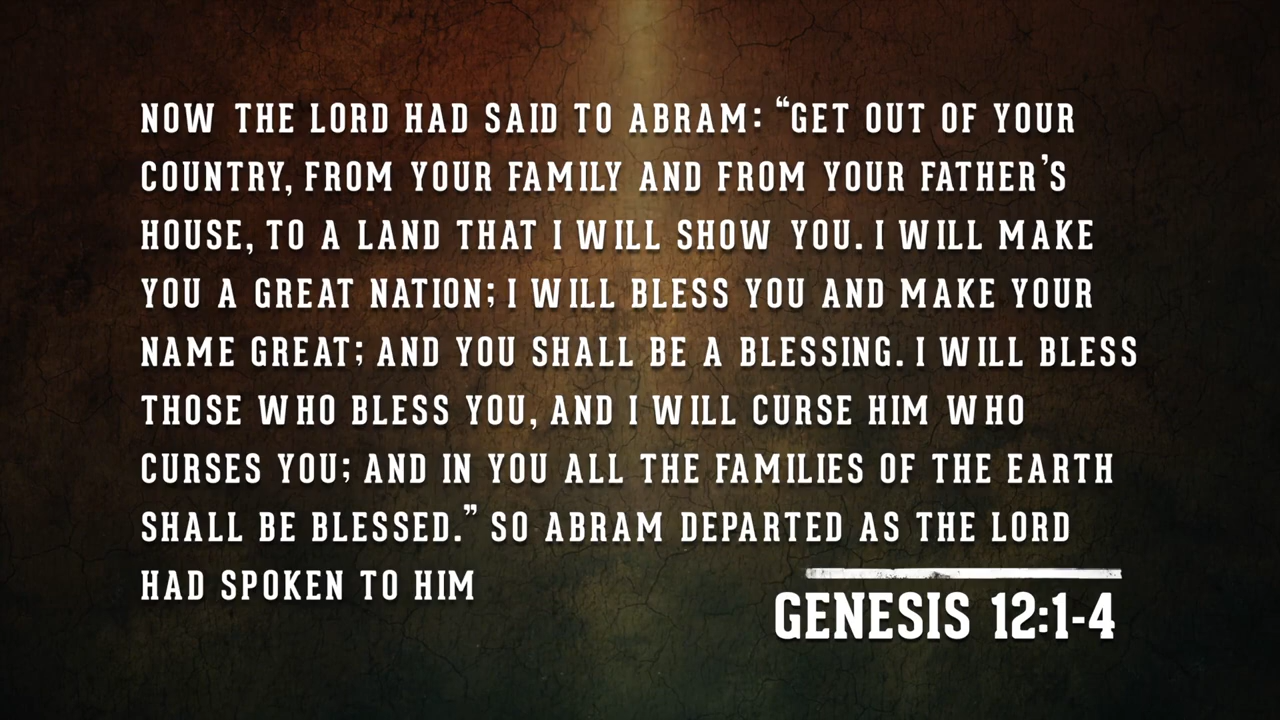 NOW THE LORD HAD SAID TO ABRAM: “GET OUT OF YOUR
COUNTRY, FROM YOUR FAMILY AND FROM YOUR FATHER’S
HOUSE, TO A LAND THAT I WILL SHOW YOU. I WILL MAKE
YOU A GREAT NATION; I WILL BLESS YOU AND MAKE YOUR
NAME GREAT; AND YOU SHALL BE A BLESSING. I WILL BLESS
THOSE WHO BLESS YOU, AND I WILL CURSE HIM WHO
CURSES YOU; AND IN YOU ALL THE FAMILIES OF THE EARTH
SHALL BE BLESSED.” SO ABRAM DEPARTED AS THE LORD
HAD SPOKEN TO HIM
GENESIS 12:1-4